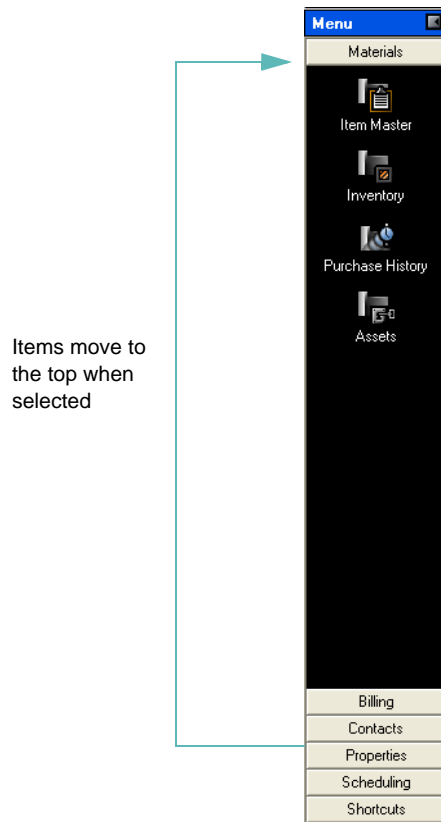 Menu
Materials
Item Master
Inventory
Purchase History
Assets
Items move to
the top when
selected
Billing
Contacts
Properties
Scheduling
Shortcuts